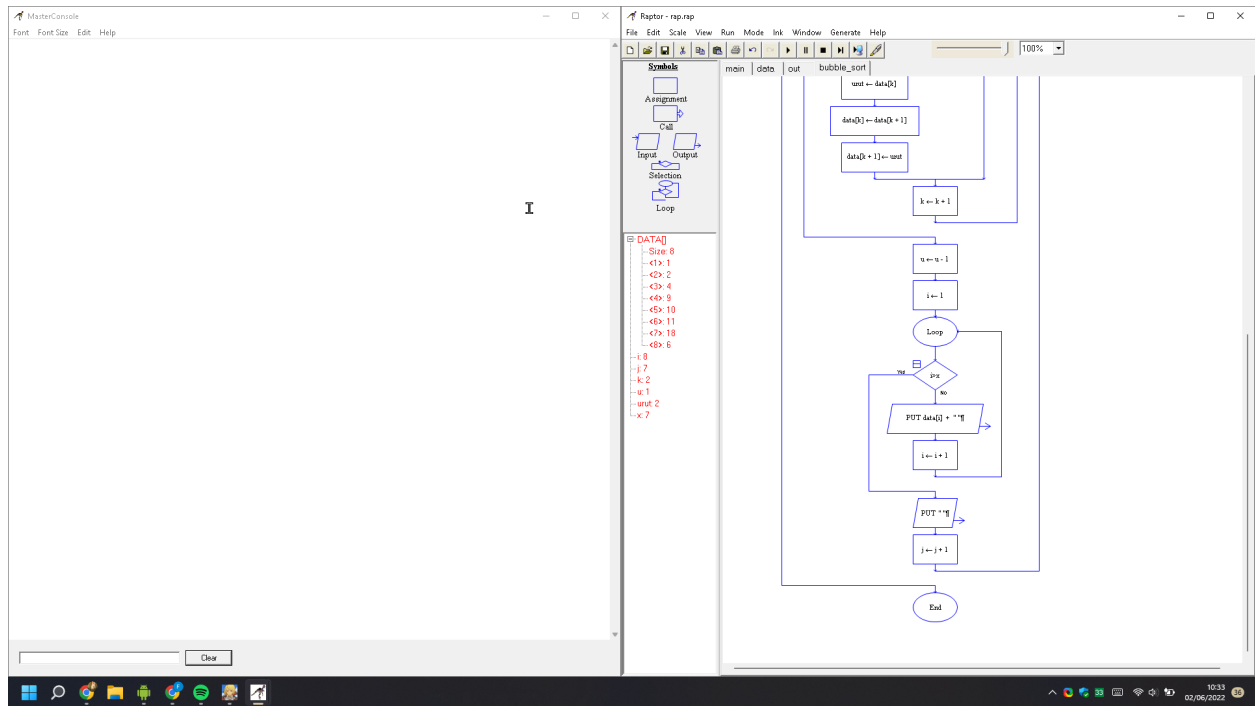 MasterConsole
Font Font Size Edit Help
Clear
Raptor - rap.rap
File Edit Scale View Run Mode Ink Window Generate Help
100%
Symbols
Assignment
Call
Input Output
Selection
Loop
DATA[]
Size: 8
<1>: 1
<2>: 2
<3>: 4
<4>: 9
<5>: 10
<6>: 11
<7>: 18
<8>: 6
i: 8
j: 7
k: 2
u: 1
urut: 2
x: 7
main data out bubble_sort
urut ← data[k]
data[k] ← data[k + 1]
data[k + 1] ← urut
k ← k + 1
u ← u - 1
i ← 1
Loop
Yes
No
PUT data[i] + " "¶
i ← i + 1
PUT " "¶
j ← j + 1
End
33
10:33
02/06/2022
36